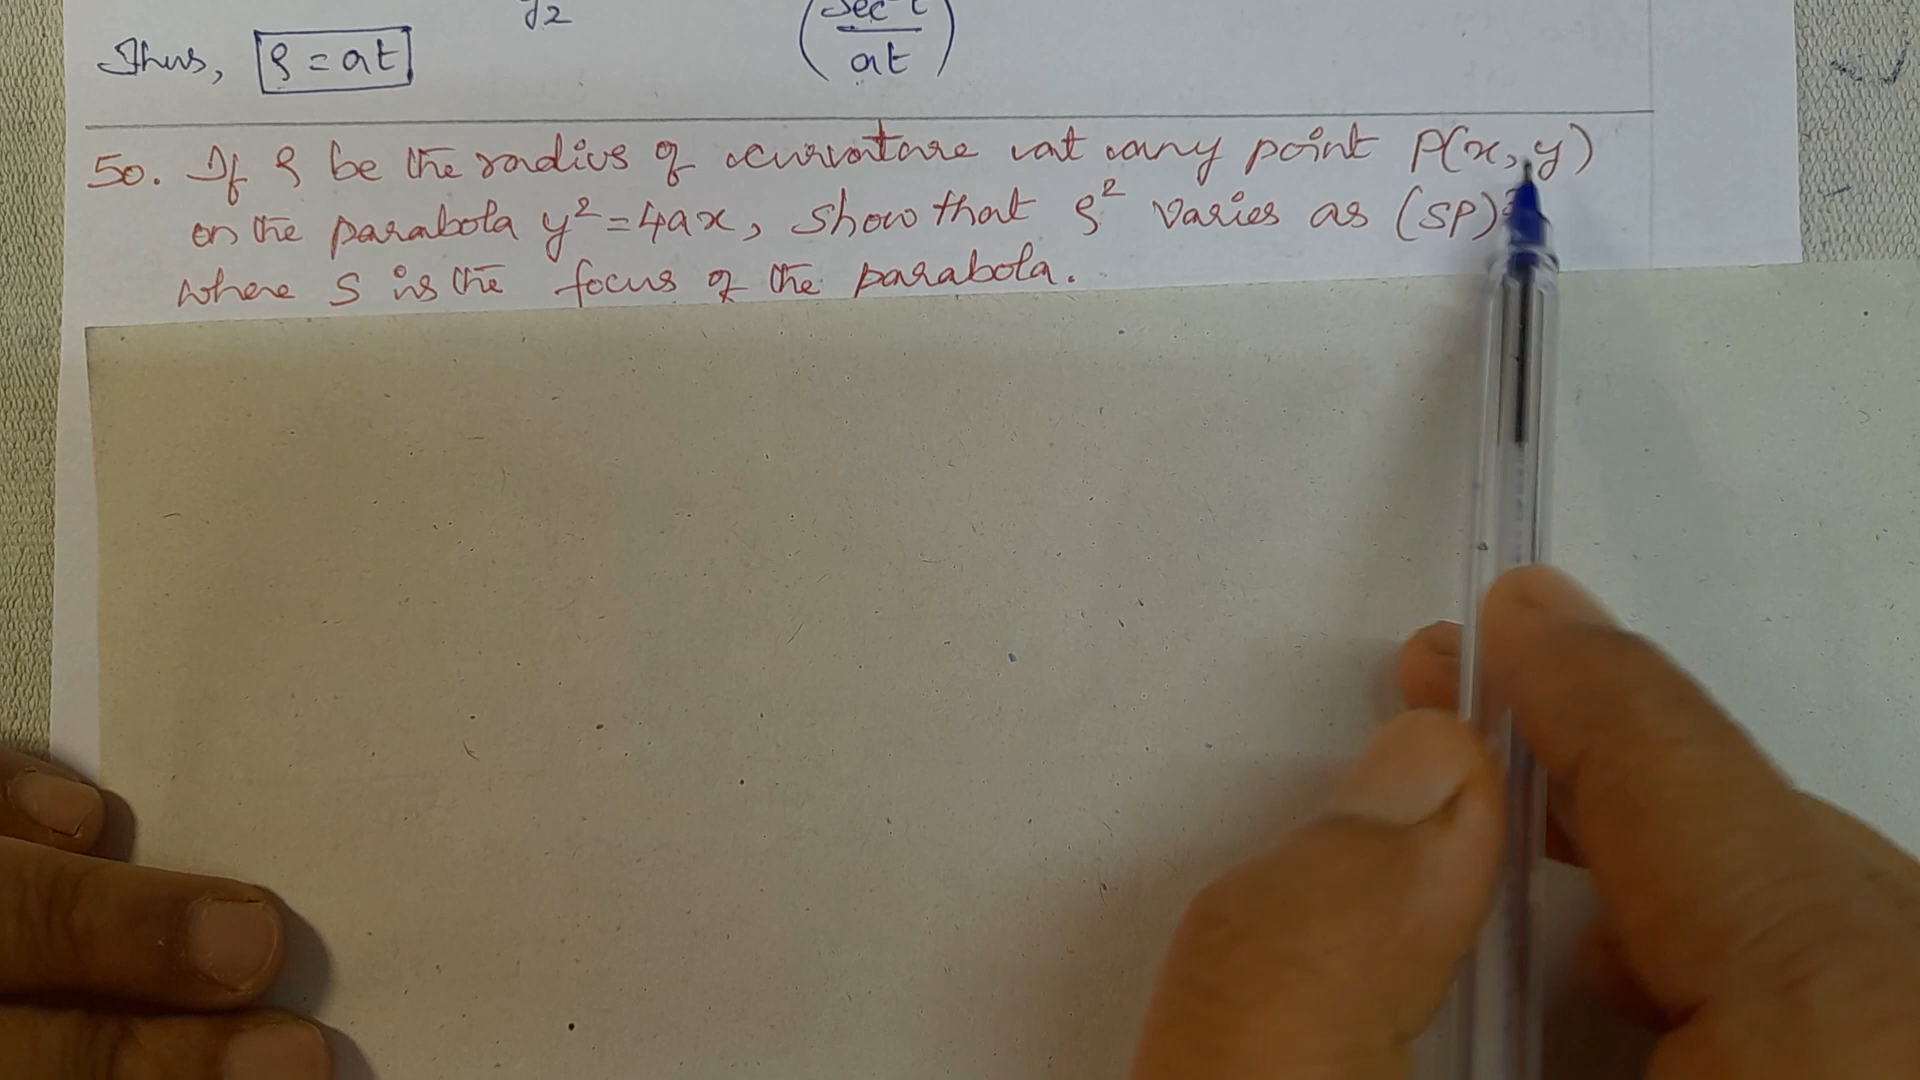 y2
(sec t / at)
Thus, ρ = at
50. If ρ be the radius of curvature at any point P(x,y)
on the parabola y² = 4ax, show that ρ² varies as (SP)
where S is the focus of the parabola.